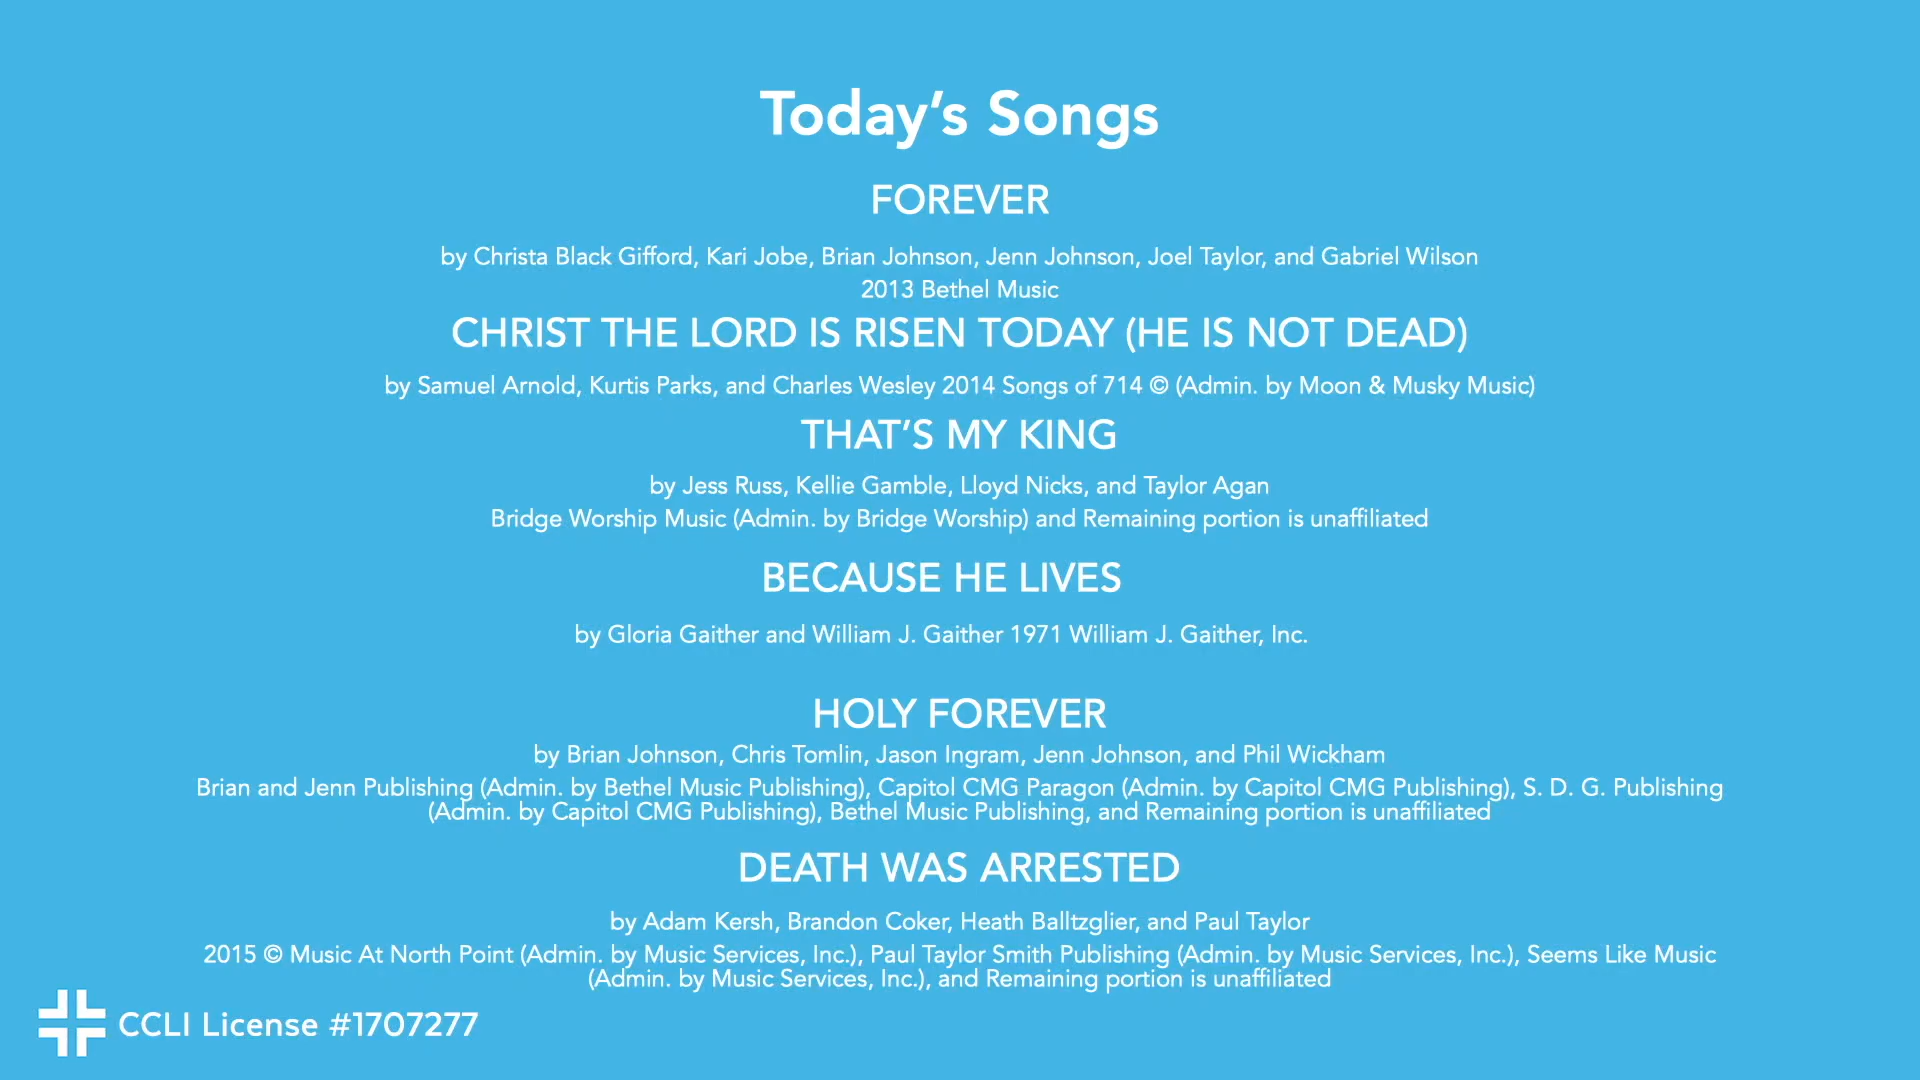 Today’s Songs
FOREVER
by Christa Black Gifford, Kari Jobe, Brian Johnson, Jenn Johnson, Joel Taylor, and Gabriel Wilson
2013 Bethel Music
CHRIST THE LORD IS RISEN TODAY (HE IS NOT DEAD)
by Samuel Arnold, Kurtis Parks, and Charles Wesley 2014 Songs of 714 © (Admin. by Moon & Musky Music)
THAT’S MY KING
by Jess Russ, Kellie Gamble, Lloyd Nicks, and Taylor Agan
Bridge Worship Music (Admin. by Bridge Worship) and Remaining portion is unaffiliated
BECAUSE HE LIVES
by Gloria Gaither and William J. Gaither 1971 William J. Gaither, Inc.
HOLY FOREVER
by Brian Johnson, Chris Tomlin, Jason Ingram, Jenn Johnson, and Phil Wickham
Brian and Jenn Publishing (Admin. by Bethel Music Publishing), Capitol CMG Paragon (Admin. by Capitol CMG Publishing), S. D. G. Publishing
(Admin. by Capitol CMG Publishing), Bethel Music Publishing, and Remaining portion is unaffiliated
DEATH WAS ARRESTED
by Adam Kersh, Brandon Coker, Heath Balltzglier, and Paul Taylor
2015 © Music At North Point (Admin. by Music Services, Inc.), Paul Taylor Smith Publishing (Admin. by Music Services, Inc.), Seems Like Music
(Admin. by Music Services, Inc.), and Remaining portion is unaffiliated
CCLI License #1707277